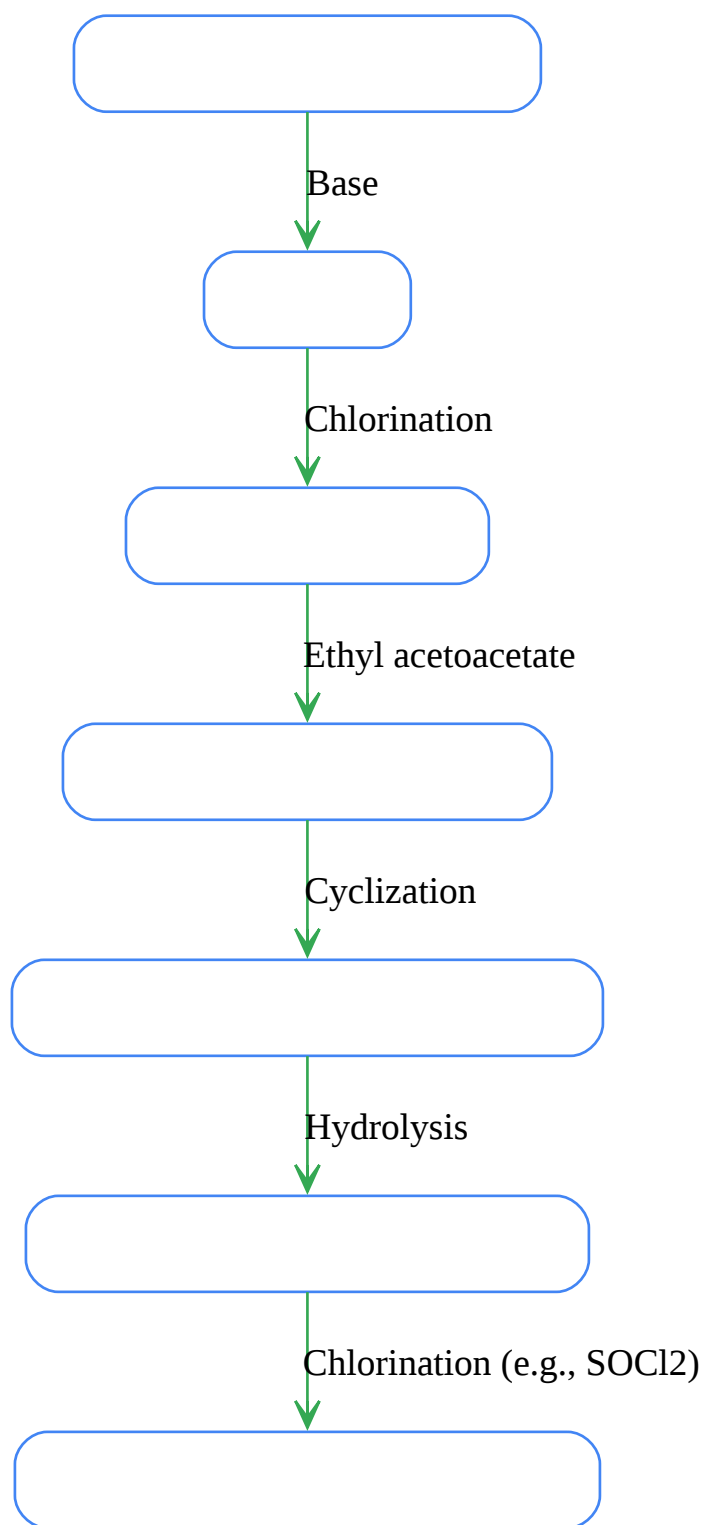 Base
Chlorination
Ethyl acetoacetate
Cyclization
Hydrolysis
Chlorination (e.g., SOCl2)